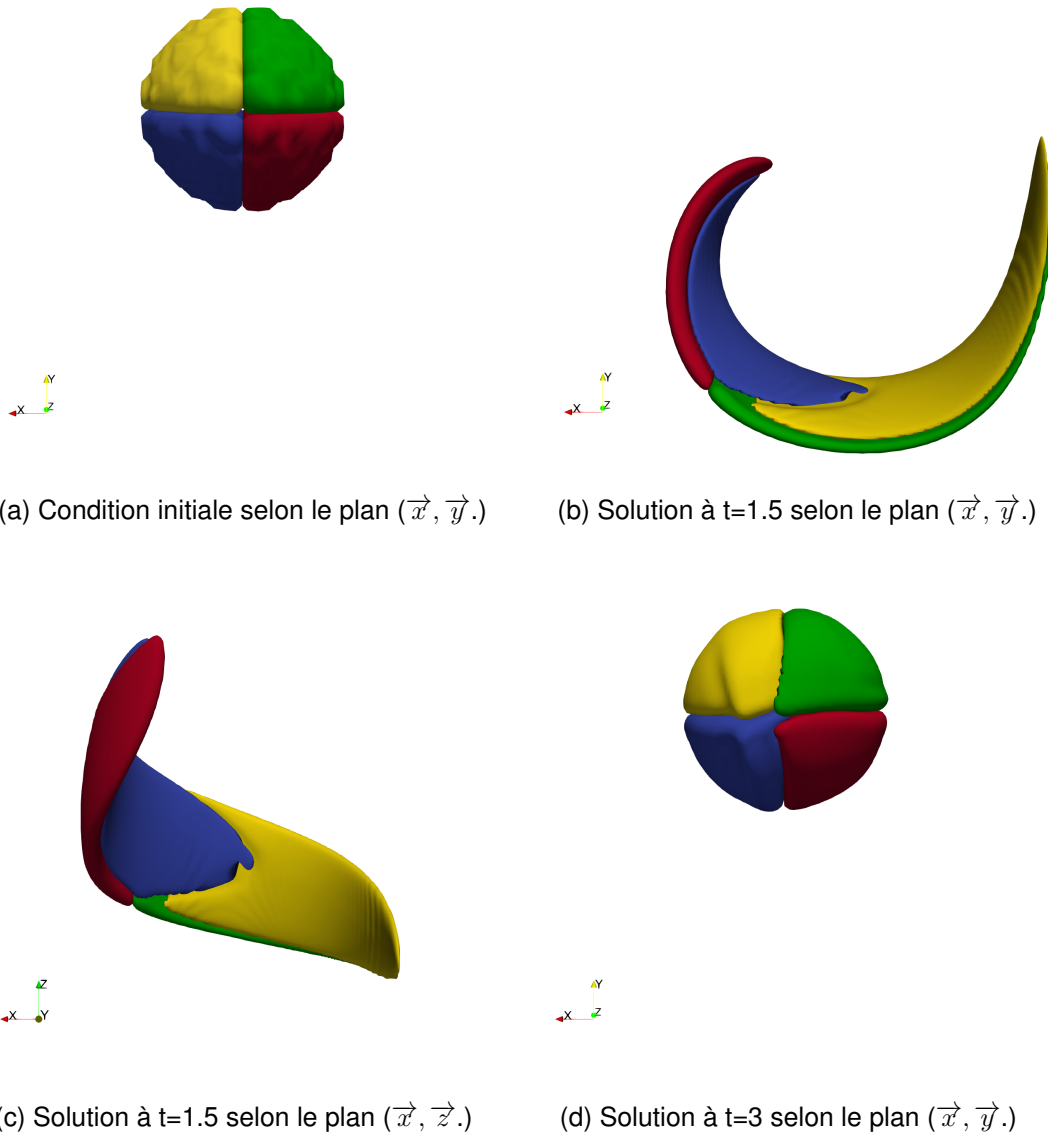 Y
X
Z
Y
X
Z
(a) Condition initiale selon le plan (x⃗, y⃗.)
(b) Solution à t=1.5 selon le plan (x⃗, y⃗.)
Z
X
Y
Y
X
Z
(c) Solution à t=1.5 selon le plan (x⃗, z⃗.)
(d) Solution à t=3 selon le plan (x⃗, y⃗.)